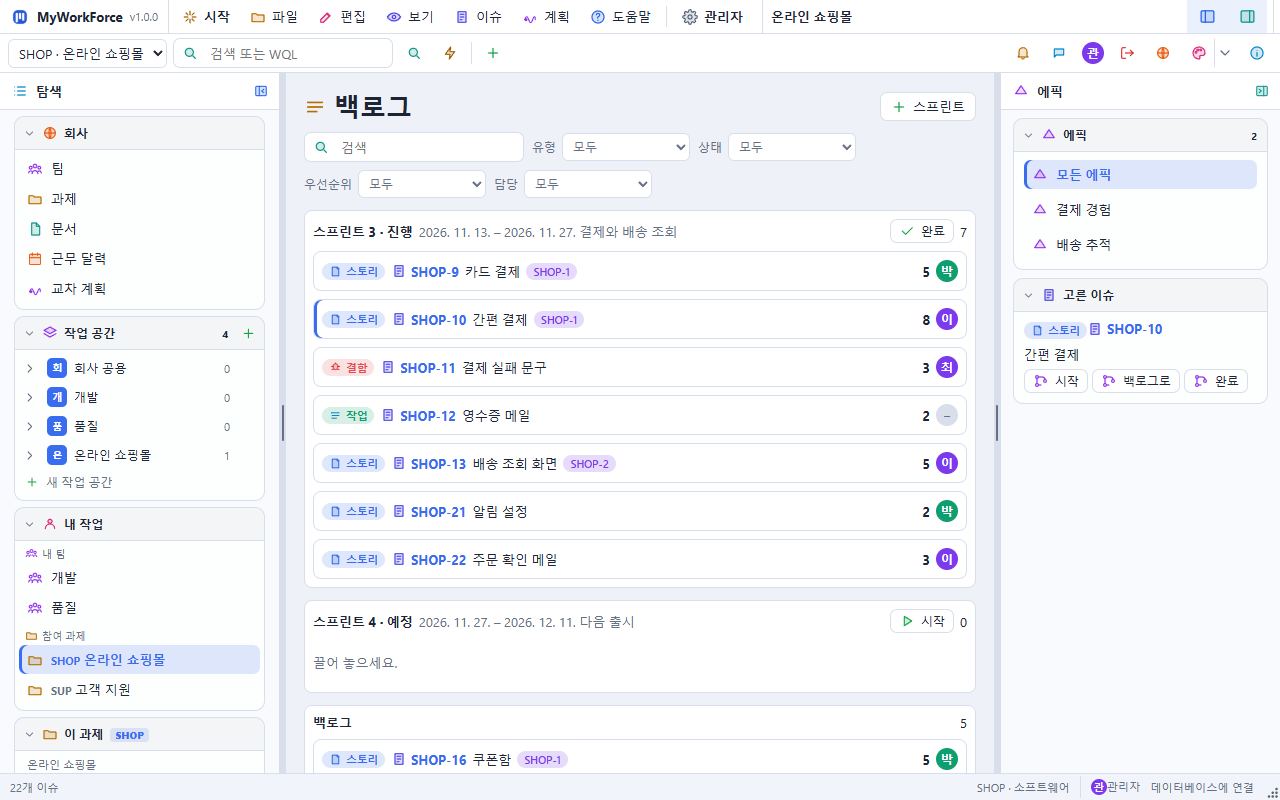 MyWorkForce v1.0.0 시작 파일 편집 보기 이슈 계획 도움말 관리자 온라인 쇼핑몰
SHOP · 온라인 쇼핑몰 검색 또는 WQL 관
탐색
회사
팀
과제
문서
근무 달력
교차 계획
작업 공간 4
회 회사 공용 0
개 개발 0
품 품질 0
온 온라인 쇼핑몰 1
새 작업 공간
내 작업
내 팀
개발
품질
참여 과제
SHOP 온라인 쇼핑몰
SUP 고객 지원
이 과제 SHOP
온라인 쇼핑몰
백로그 스프린트
검색 유형 모두 상태 모두
우선순위 모두 담당 모두
스프린트 3 · 진행 2026. 11. 13. – 2026. 11. 27. 결제와 배송 조회 완료 7
스토리 SHOP-9 카드 결제 SHOP-1 5 박
스토리 SHOP-10 간편 결제 SHOP-1 8 이
결함 SHOP-11 결제 실패 문구 3 최
작업 SHOP-12 영수증 메일 2 –
스토리 SHOP-13 배송 조회 화면 SHOP-2 5 이
스토리 SHOP-21 알림 설정 2 박
스토리 SHOP-22 주문 확인 메일 3 이
스프린트 4 · 예정 2026. 11. 27. – 2026. 12. 11. 다음 출시 시작 0
끌어 놓으세요.
백로그 5
스토리 SHOP-16 쿠폰함 SHOP-1 5 박
에픽
에픽 2
모든 에픽
결제 경험
배송 추적
고른 이슈
스토리 SHOP-10
간편 결제
시작 백로그로 완료
22개 이슈 SHOP · 소프트웨어 관 관리자 데이터베이스에 연결